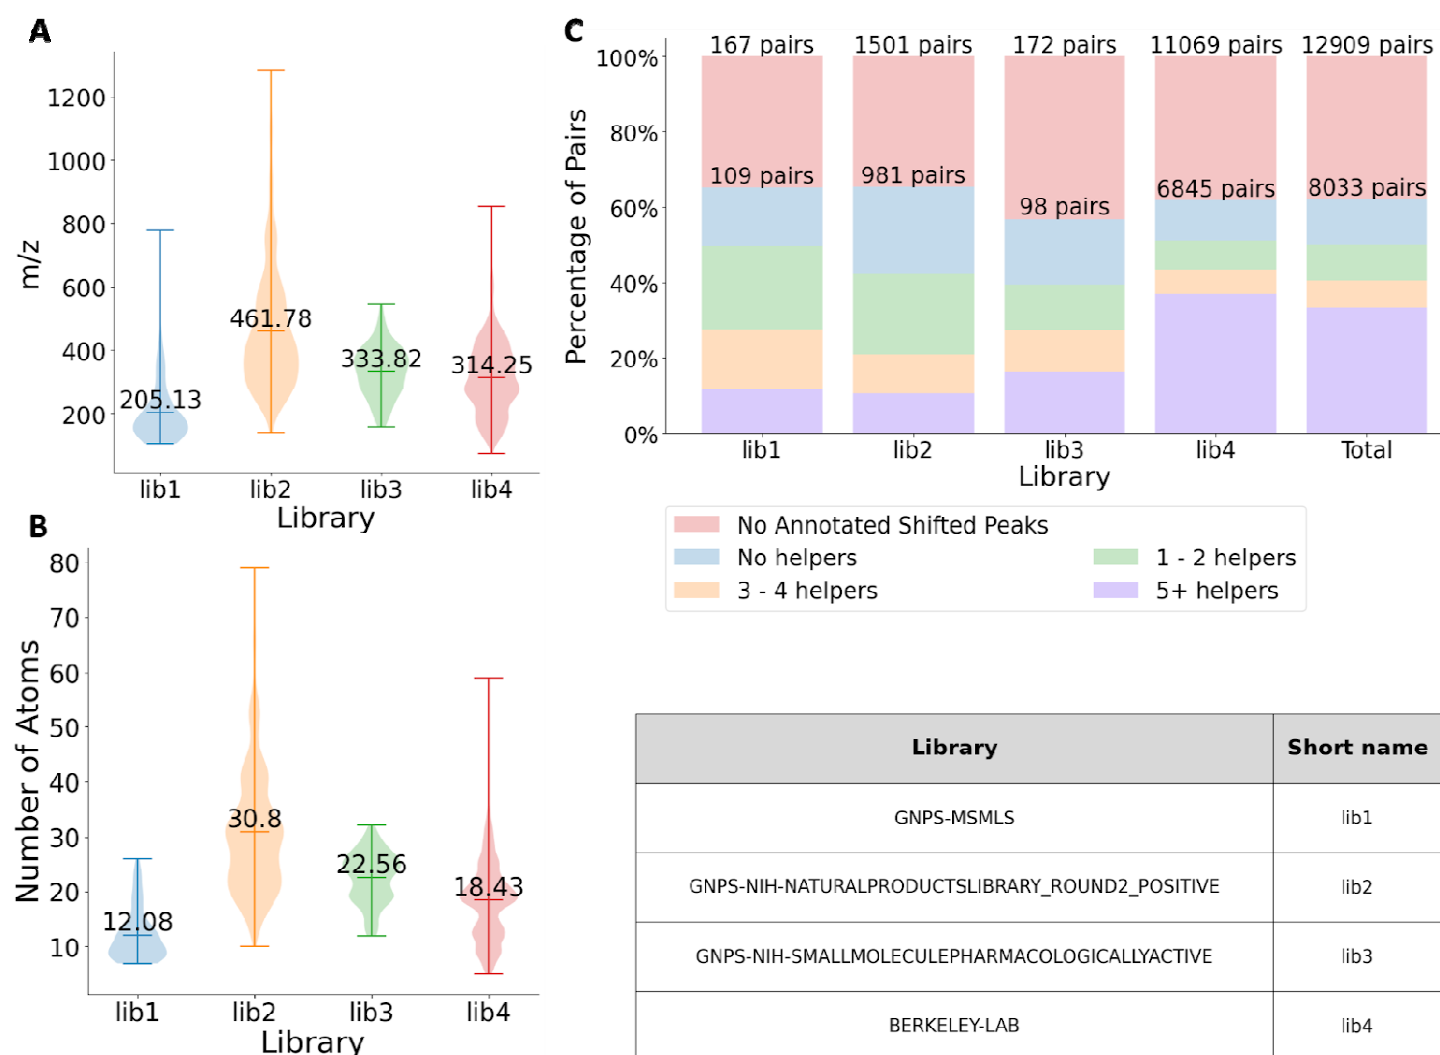 A
m/z
1200
1000
800
600
400
200
205.13
461.78
333.82
314.25
lib1 lib2 lib3 lib4
Library
B
Number of Atoms
80
70
60
50
40
30
20
10
12.08
30.8
22.56
18.43
lib1 lib2 lib3 lib4
Library
C
Percentage of Pairs
100%
80%
60%
40%
20%
0%
167 pairs 1501 pairs 172 pairs 11069 pairs 12909 pairs
109 pairs 981 pairs 98 pairs 6845 pairs 8033 pairs
lib1 lib2 lib3 lib4 Total
Library
No Annotated Shifted Peaks
No helpers 1 - 2 helpers
3 - 4 helpers 5+ helpers
Library Short name
GNPS-MSMLS lib1
GNPS-NIH-NATURALPRODUCTSLIBRARY_ROUND2_POSITIVE lib2
GNPS-NIH-SMALLMOLECULEPHARMACOLOGICALLYACTIVE lib3
BERKELEY-LAB lib4